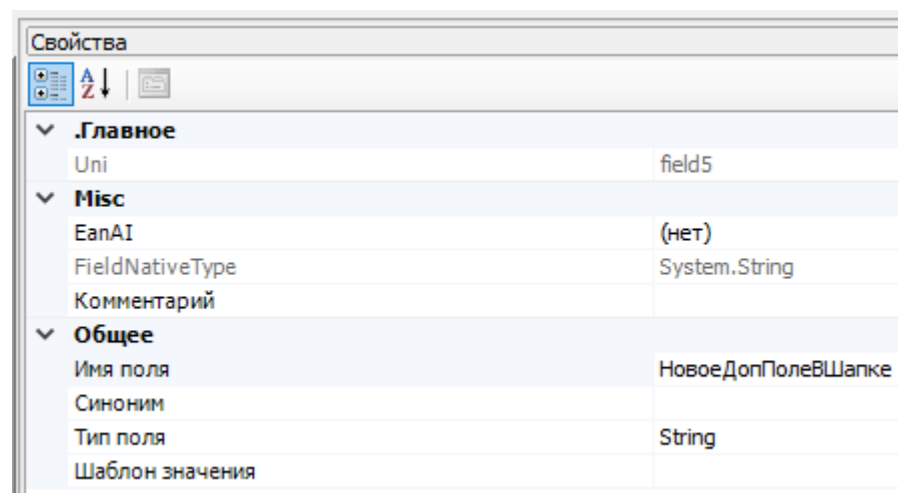 Свойства
.Главное
Uni field5
Misc
EanAI (нет)
FieldNativeType System.String
Комментарий
Общее
Имя поля НовоеДопПолеВШапке
Синоним
Тип поля String
Шаблон значения